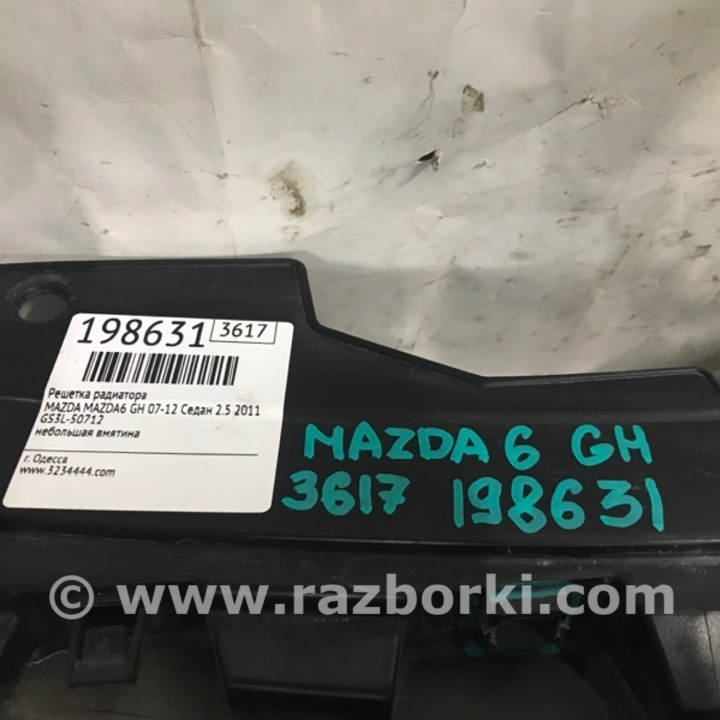 198631 3617
Решетка радиатора
MAZDA MAZDA6 GH 07-12 Седан 2.5 2011
GS3L-50712
небольшая вмятина
г. Одесса
www.3234444.com
MAZDA 6 GH
3617 198631
© www.razborki.com